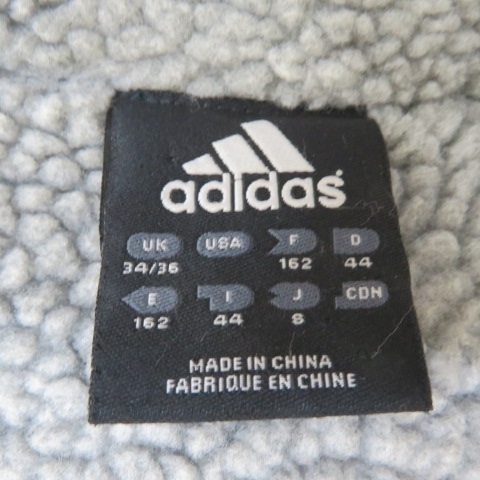 adidas
UK USA F D
34/36 162 44
E I J CDN
162 44 S
MADE IN CHINA
FABRIQUE EN CHINE